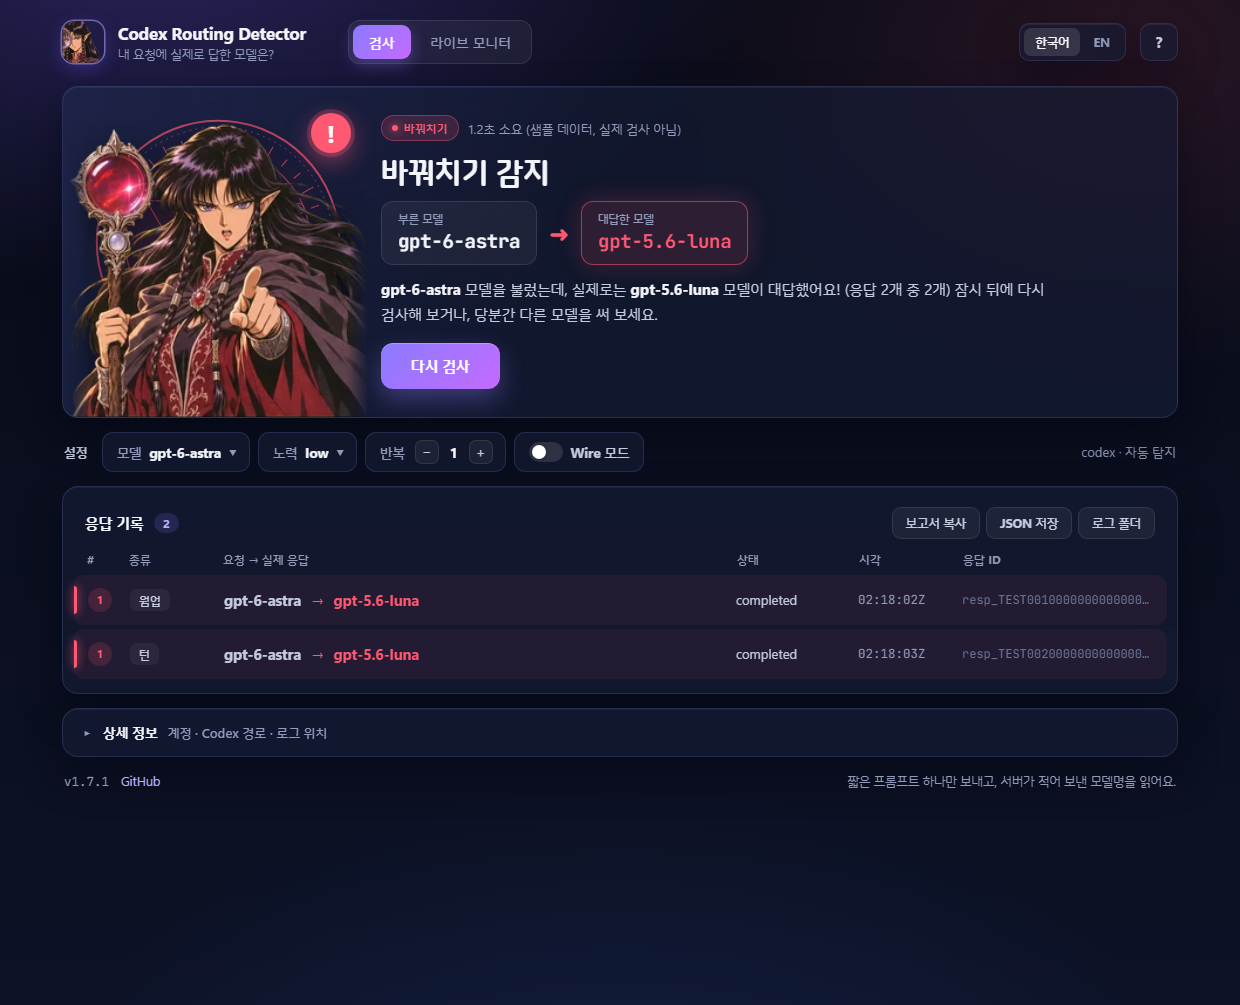 Codex Routing Detector
내 요청에 실제로 답한 모델은?
검사
라이브 모니터
한국어
EN
?
!
바꿔치기
1.2초 소요 (샘플 데이터, 실제 검사 아님)
바꿔치기 감지
부른 모델
gpt-6-astra
➜
대답한 모델
gpt-5.6-luna
gpt-6-astra 모델을 불렀는데, 실제로는 gpt-5.6-luna 모델이 대답했어요! (응답 2개 중 2개) 잠시 뒤에 다시
검사해 보거나, 당분간 다른 모델을 써 보세요.
다시 검사
설정
모델 gpt-6-astra ▾
노력 low ▾
반복 − 1 +
Wire 모드
codex · 자동 탐지
응답 기록 2
보고서 복사
JSON 저장
로그 폴더
# 종류 요청 → 실제 응답 상태 시각 응답 ID
1 웜업 gpt-6-astra → gpt-5.6-luna completed 02:18:02Z resp_TEST0010000000000000…
1 턴 gpt-6-astra → gpt-5.6-luna completed 02:18:03Z resp_TEST0020000000000000…
▸ 상세 정보 계정 · Codex 경로 · 로그 위치
v1.7.1 GitHub
짧은 프롬프트 하나만 보내고, 서버가 적어 보낸 모델명을 읽어요.